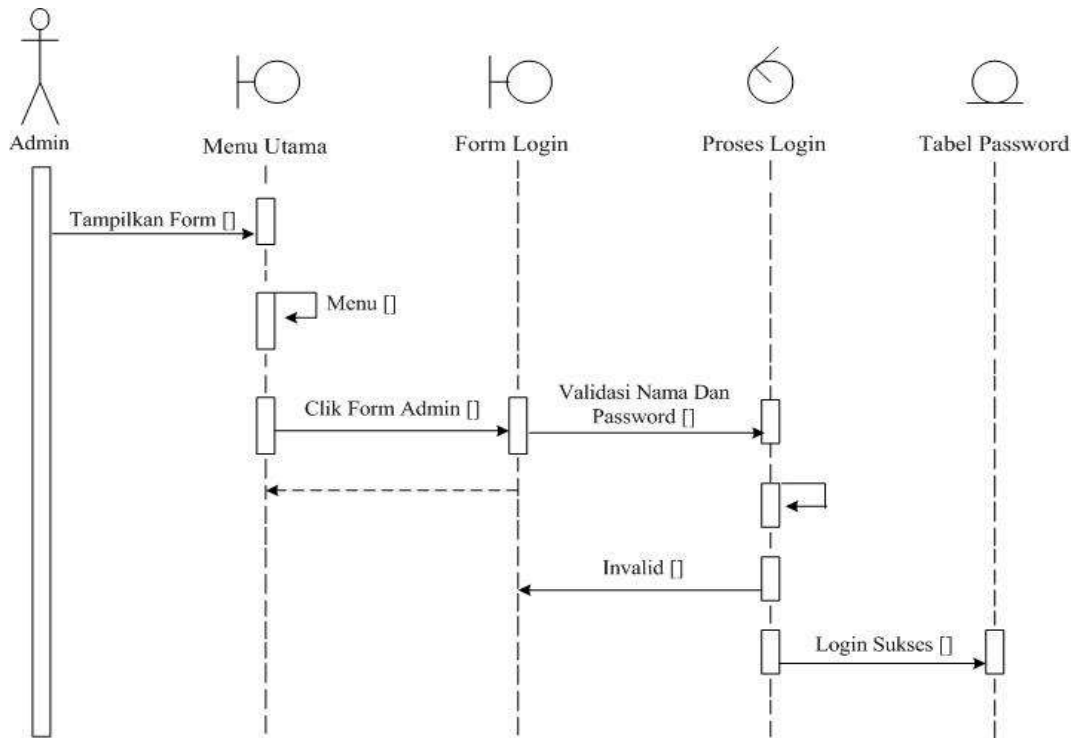 Admin
Menu Utama
Form Login
Proses Login
Tabel Password
Tampilkan Form []
Menu []
Clik Form Admin []
Validasi Nama Dan
Password []
Invalid []
Login Sukses []